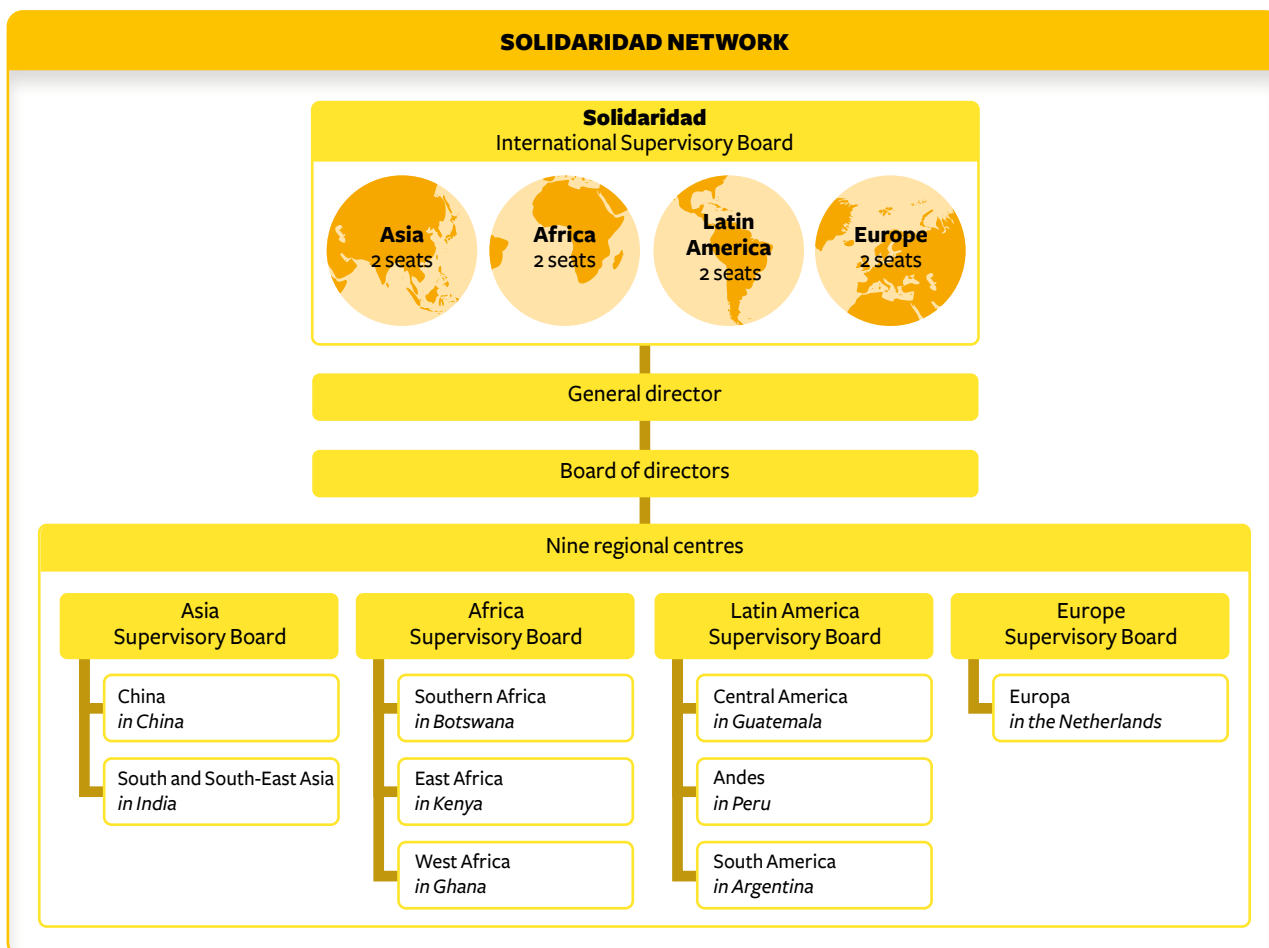 SOLIDARIDAD NETWORK
Solidaridad
International Supervisory Board
Asia
2 seats
Africa
2 seats
Latin
America
2 seats
Europe
2 seats
General director
Board of directors
Nine regional centres
Asia
Supervisory Board
China
in China
South and South-East Asia
in India
Africa
Supervisory Board
Southern Africa
in Botswana
East Africa
in Kenya
West Africa
in Ghana
Latin America
Supervisory Board
Central America
in Guatemala
Andes
in Peru
South America
in Argentina
Europe
Supervisory Board
Europa
in the Netherlands